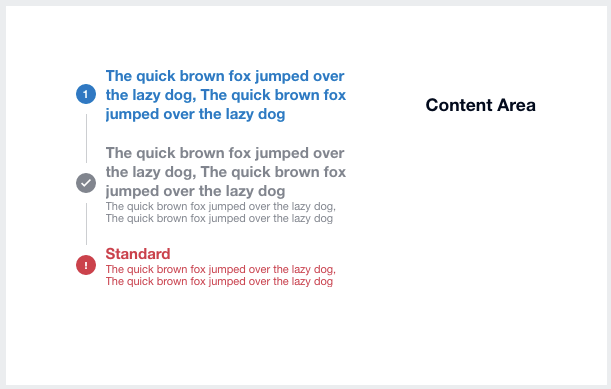 1
The quick brown fox jumped over
the lazy dog, The quick brown fox
jumped over the lazy dog
The quick brown fox jumped over
the lazy dog, The quick brown fox
jumped over the lazy dog
The quick brown fox jumped over the lazy dog,
The quick brown fox jumped over the lazy dog
!
Standard
The quick brown fox jumped over the lazy dog,
The quick brown fox jumped over the lazy dog
Content Area